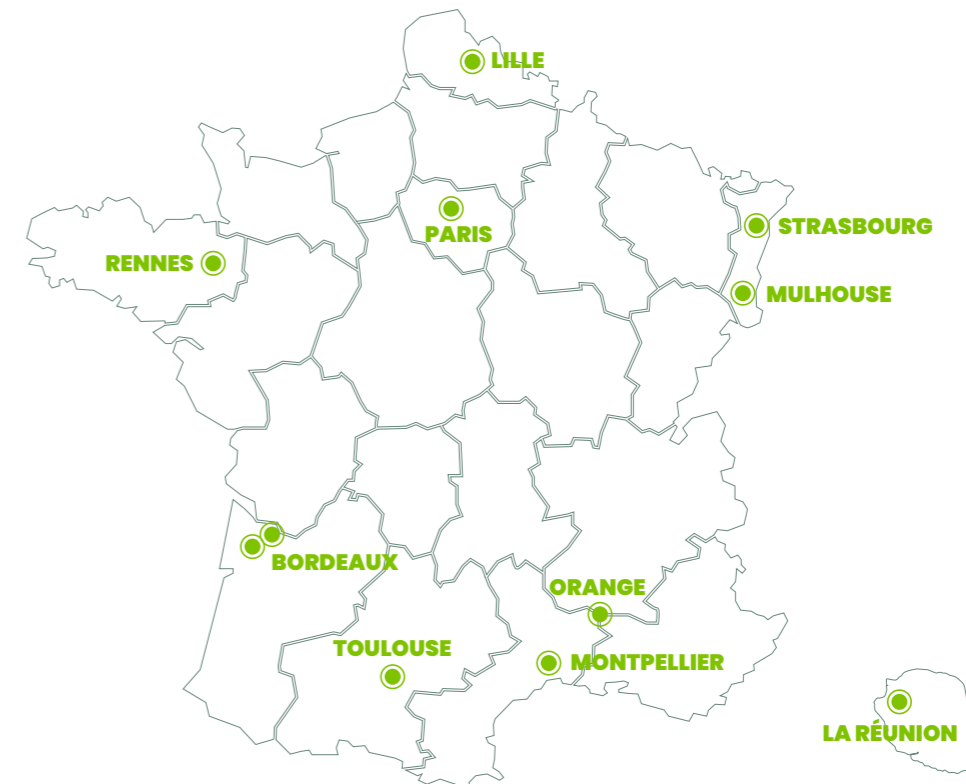 LILLE
PARIS
STRASBOURG
RENNES
MULHOUSE
BORDEAUX
ORANGE
TOULOUSE
MONTPELLIER
LA RÉUNION